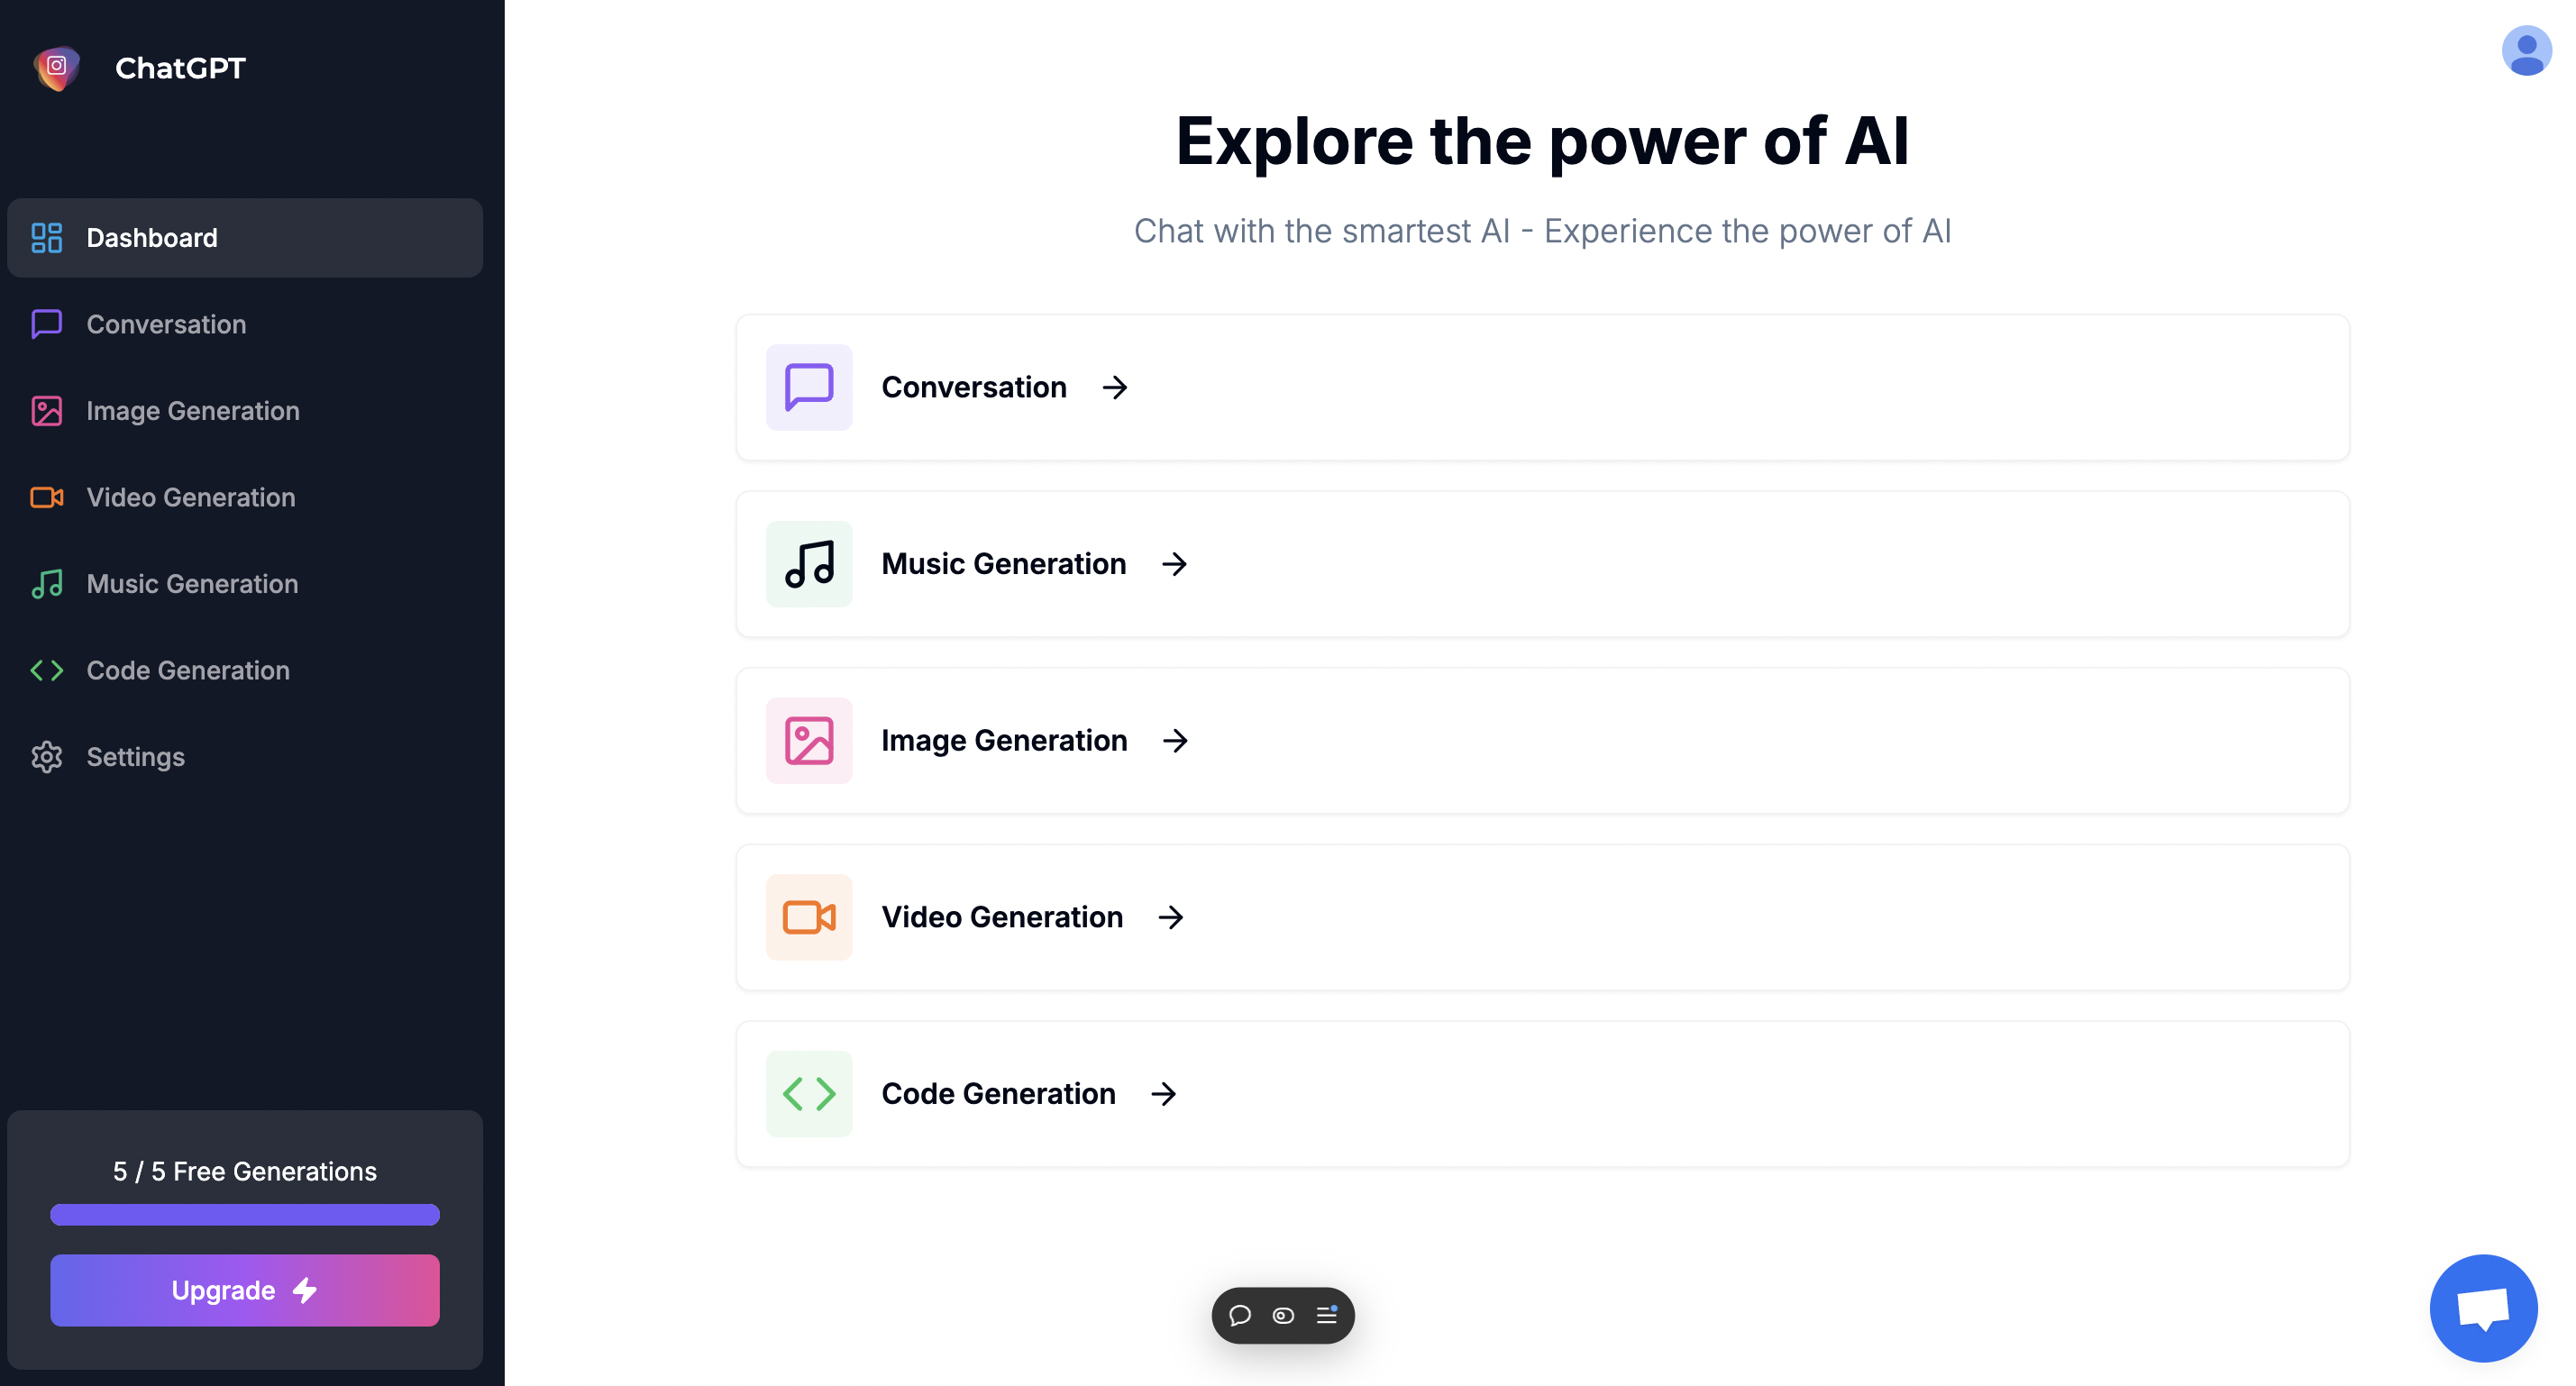 ChatGPT
Dashboard
Conversation
Image Generation
Video Generation
Music Generation
Code Generation
Settings
5 / 5 Free Generations
Upgrade
Explore the power of AI
Chat with the smartest AI - Experience the power of AI
Conversation
Music Generation
Image Generation
Video Generation
Code Generation